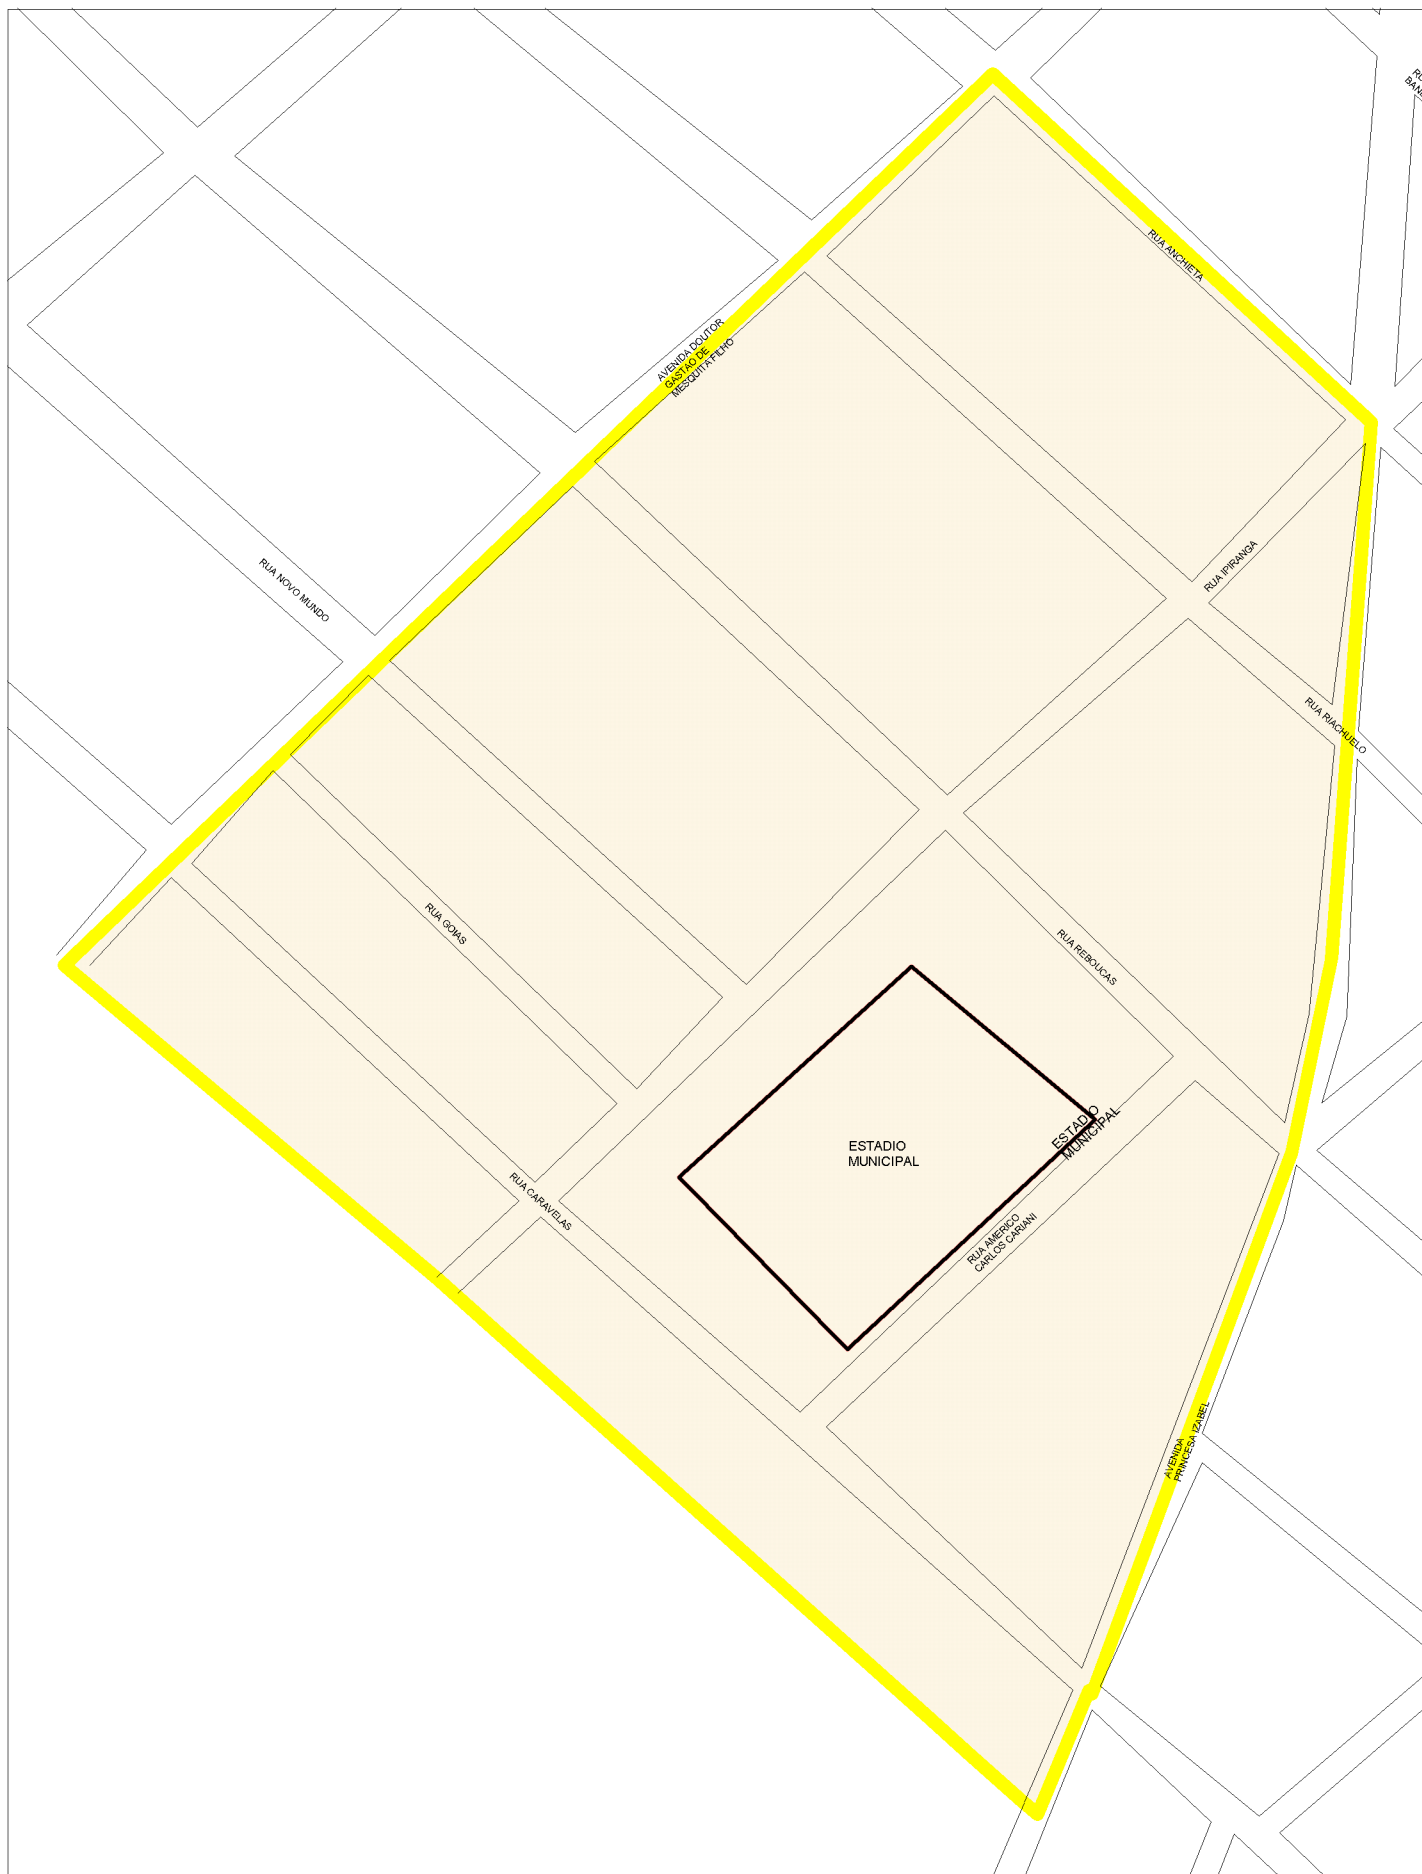 RUA ANCHIETA
AVENIDA DOUTOR
GASTAO DE
MESQUITA FILHO
RUA NOVO MUNDO
RUA IPIRANGA
RUA RIACHUELO
RUA GOIAS
RUA REBOUCAS
ESTADIO
MUNICIPAL
ESTADIO
MUNICIPAL
RUA CARAVELAS
RUA AMERICO
CARLOS CARIANI
AVENIDA
PRINCESA IZABEL